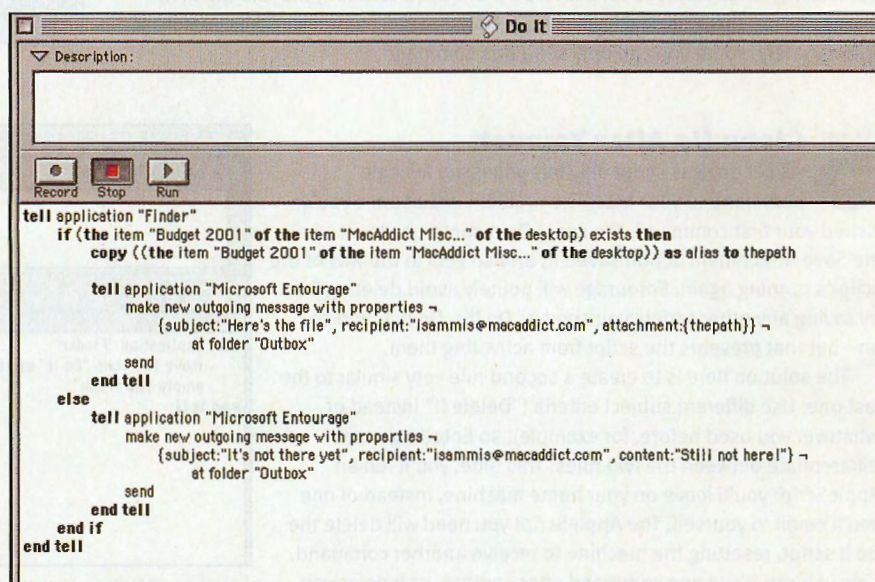 Do It
Description:
Record Stop Run
tell application "Finder"
if (the item "Budget 2001" of the item "MacAddict Misc..." of the desktop) exists then
copy ((the item "Budget 2001" of the item "MacAddict Misc..." of the desktop)) as alias to thepath
tell application "Microsoft Entourage"
make new outgoing message with properties ¬
{subject:"Here's the file", recipient:"isammis@macaddict.com", attachment:{thepath}} ¬
at folder "Outbox"
send
end tell
else
tell application "Microsoft Entourage"
make new outgoing message with properties ¬
{subject:"It's not there yet", recipient:"isammis@macaddict.com", content:"Still not here!"} ¬
at folder "Outbox"
send
end tell
end if
end tell